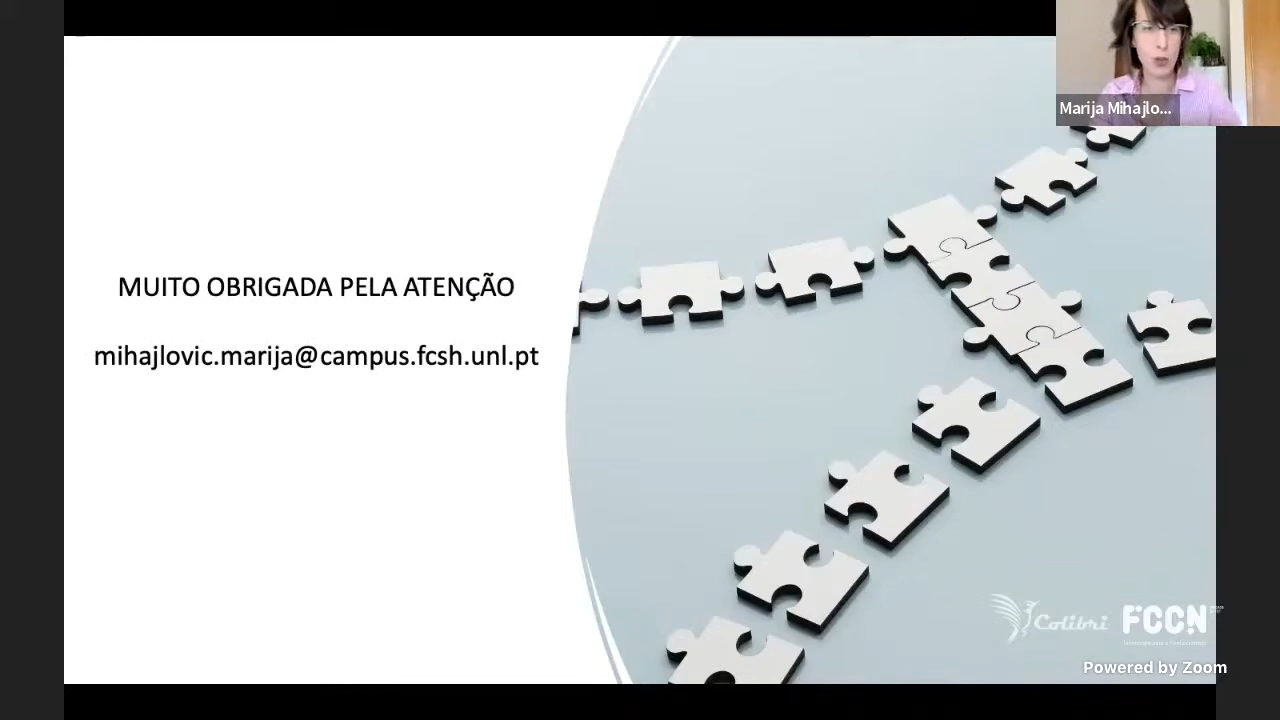 Marija Mihajlo...
MUITO OBRIGADA PELA ATENÇÃO
mihajlovic.marija@campus.fcsh.unl.pt
Colibri
FCCN
Powered by Zoom